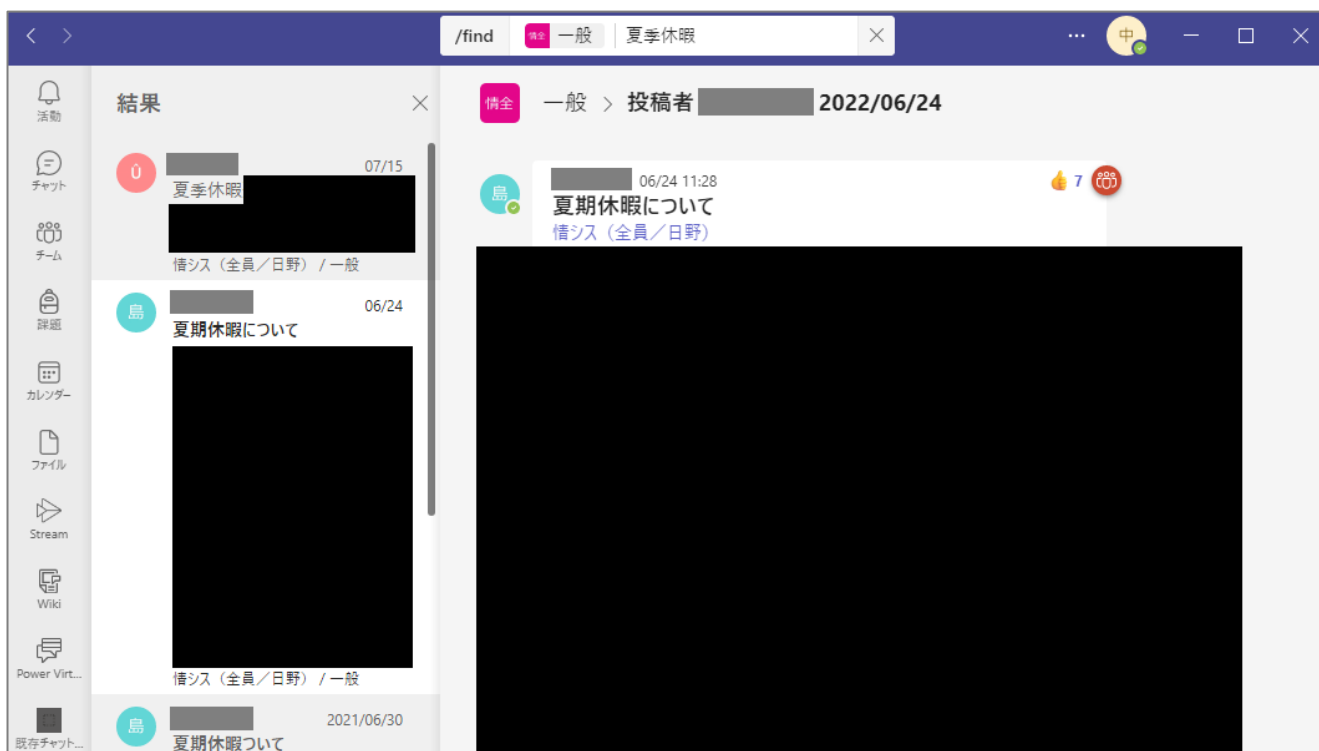 /find 情全 一般 夏季休暇
中
活動
チャット
チーム
課題
カレンダー
ファイル
Stream
Wiki
Power Virt...
既存チャット...
結果
Û 07/15
夏季休暇
情シス（全員／日野） / 一般
島 06/24
夏期休暇について
情シス（全員／日野） / 一般
島 2021/06/30
夏期休暇ついて
情全 一般 > 投稿者 2022/06/24
島 06/24 11:28 7
夏期休暇について
情シス（全員／日野）